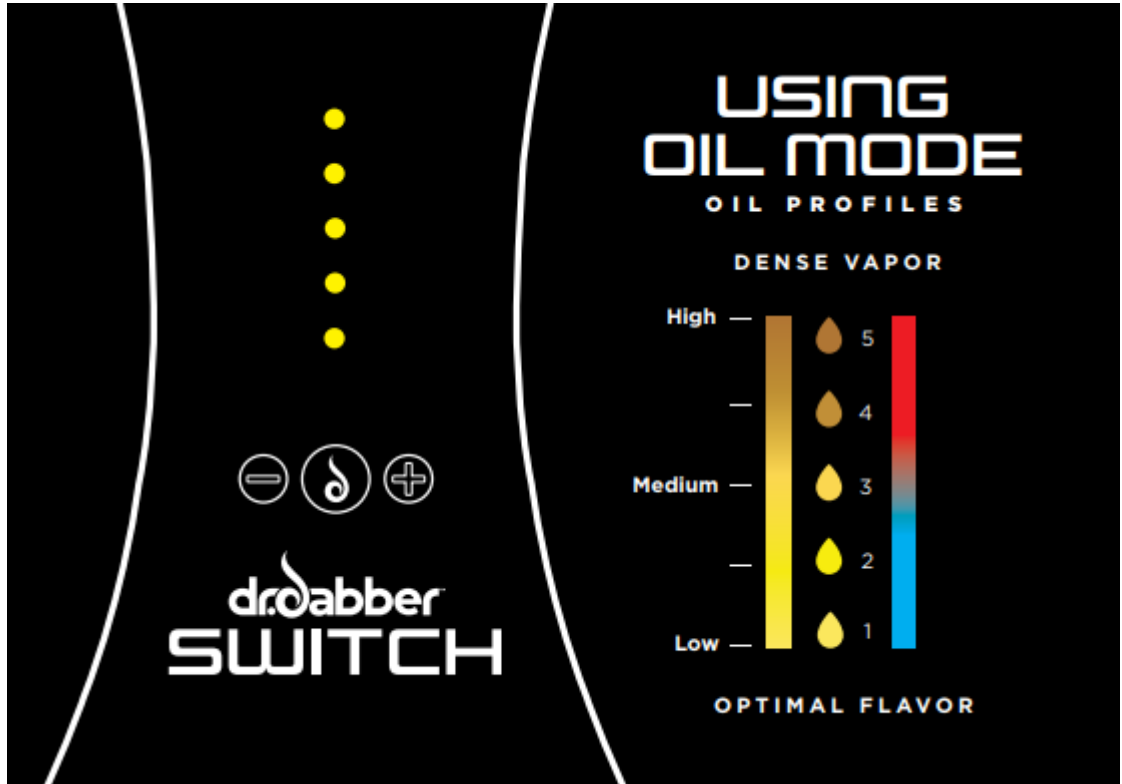 USING
OIL MODE
OIL PROFILES
DENSE VAPOR
High
5
4
Medium
3
2
Low
1
OPTIMAL FLAVOR
dr.dabber™
SWITCH